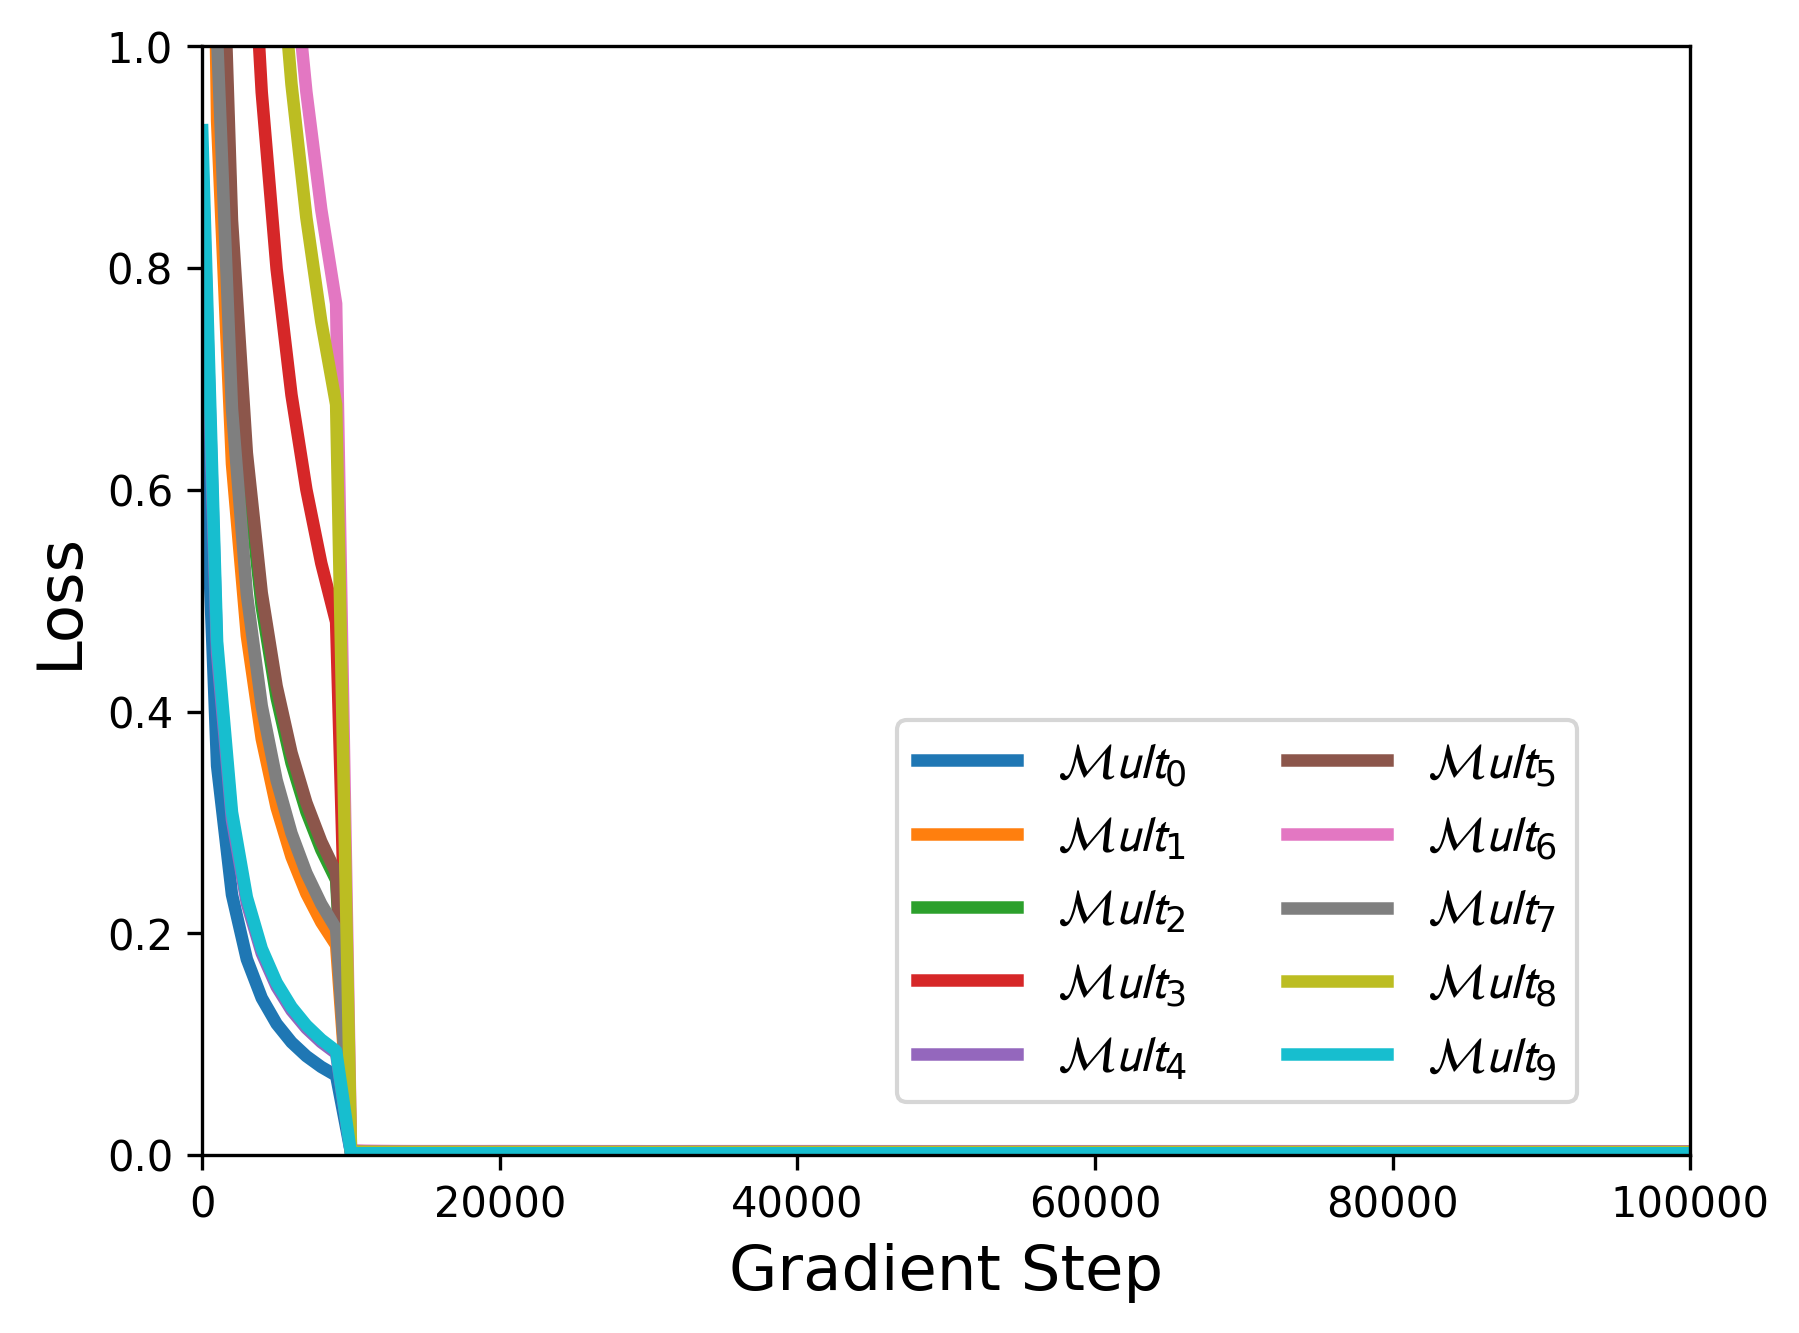 1.0
0.8
0.6
0.4
0.2
0.0
Loss
0 20000 40000 60000 80000 100000
Gradient Step
ℳult₀
ℳult₁
ℳult₂
ℳult₃
ℳult₄
ℳult₅
ℳult₆
ℳult₇
ℳult₈
ℳult₉